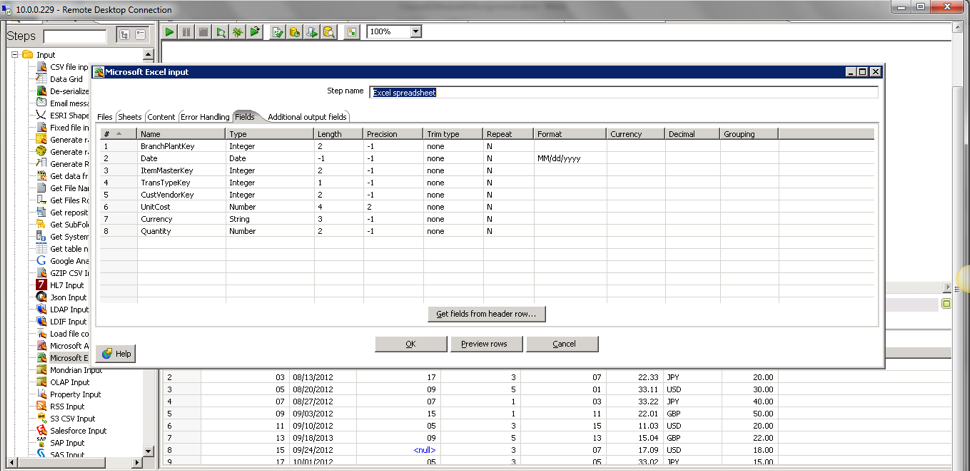 10.0.0.229 - Remote Desktop Connection
Steps
100%
Input
CSV file inp
Data Grid
De-serialize
Email messa
ESRI Shape
Fixed file in
Generate ra
Generate ra
Generate R
Get data fr
Get File Na
Get Files Ro
Get reposit
Get SubFol
Get System
Get table n
Google Ana
GZIP CSV I
HL7 Input
Json Input
LDAP Input
LDIF Input
Load file co
Microsoft A
Microsoft E
Mondrian Input
OLAP Input
Property Input
RSS Input
S3 CSV Input
Salesforce Input
SAP Input
SAS Input
Microsoft Excel input
Step name Excel spreadsheet
Files Sheets Content Error Handling Fields Additional output fields
# Name Type Length Precision Trim type Repeat Format Currency Decimal Grouping
1 BranchPlantKey Integer 2 -1 none N
2 Date Date -1 -1 none N MM/dd/yyyy
3 ItemMasterKey Integer 2 -1 none N
4 TransTypeKey Integer 1 -1 none N
5 CustVendorKey Integer 2 -1 none N
6 UnitCost Number 4 2 none N
7 Currency String 3 -1 none N
8 Quantity Number 2 -1 none N
Get fields from header row...
Help OK Preview rows Cancel
2 03 08/13/2012 17 3 07 22.33 JPY 20.00
3 05 08/20/2012 09 5 01 33.11 USD 30.00
4 07 08/27/2012 07 1 03 33.22 JPY 40.00
5 09 09/03/2012 15 1 11 22.01 GBP 50.00
6 11 09/10/2012 05 3 15 11.03 USD 20.00
7 13 09/18/2013 09 5 13 15.04 GBP 22.00
8 15 09/24/2012 <null> 3 07 17.09 USD 18.00
9 17 10/01/2012 05 3 03 33.02 JPY 15.00